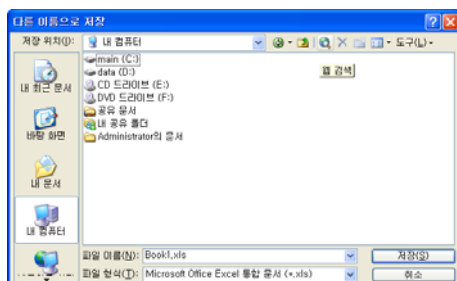 다른 이름으로 저장
저장 위치(I):
내 컴퓨터
도구(L)
main (C:)
data (D:)
CD 드라이브 (E:)
DVD 드라이브 (F:)
공유 문서
내 공유 폴더
Administrator의 문서
웹 검색
내 최근 문서
바탕 화면
내 문서
내 컴퓨터
파일 이름(N):
Book1.xls
저장(S)
파일 형식(T):
Microsoft Office Excel 통합 문서 (*.xls)
취소